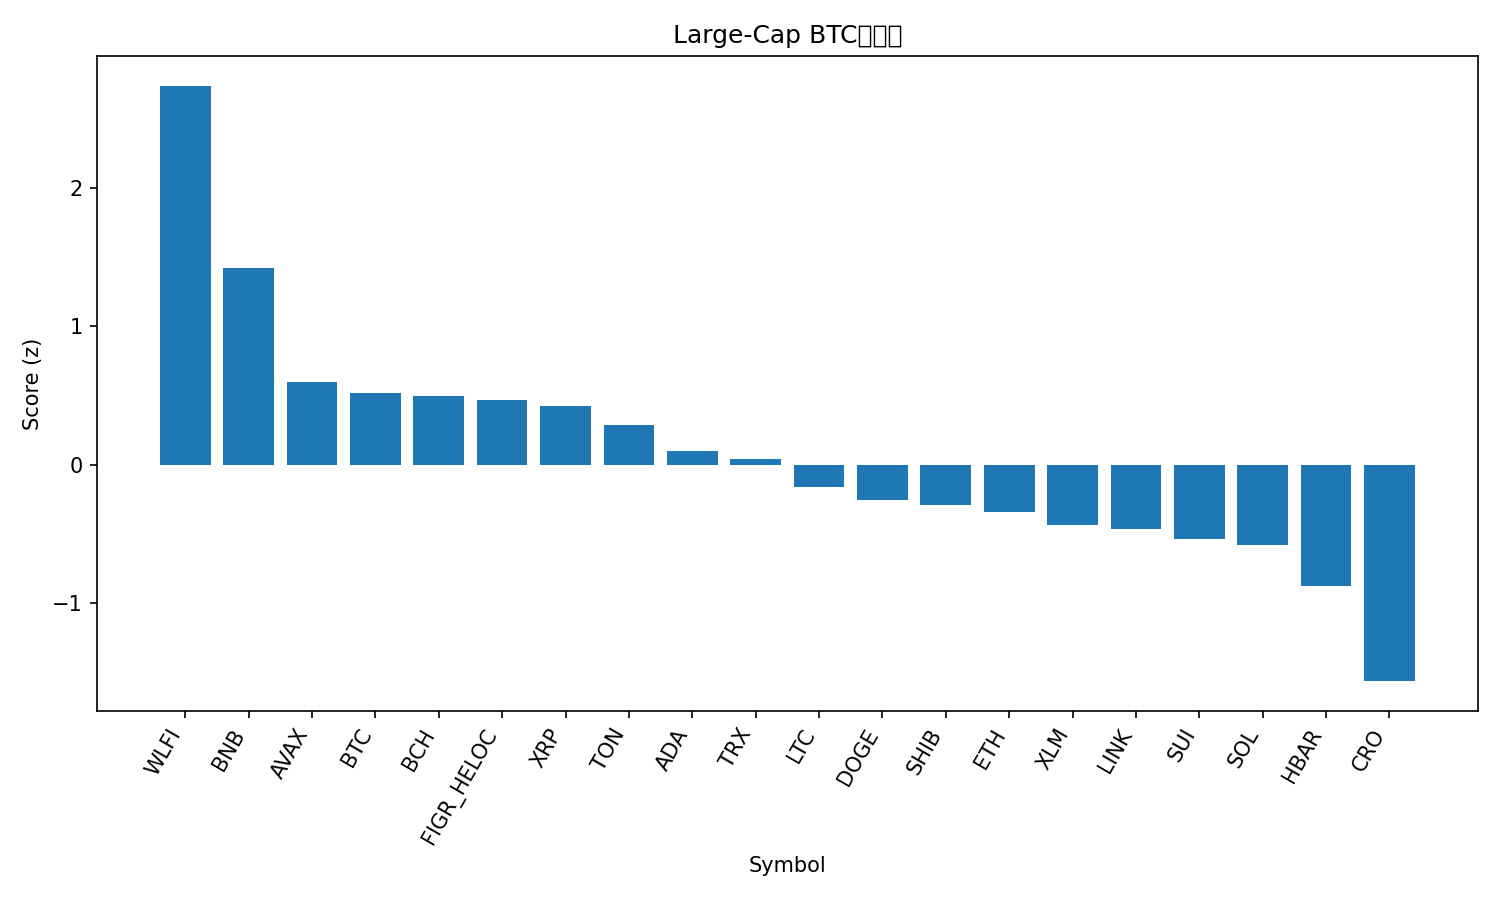 Large-Cap BTC
Score (z)
2
1
0
−1
WLFI
BNB
AVAX
BTC
BCH
FIGR_HELOC
XRP
TON
ADA
TRX
LTC
DOGE
SHIB
ETH
XLM
LINK
SUI
SOL
HBAR
CRO
Symbol